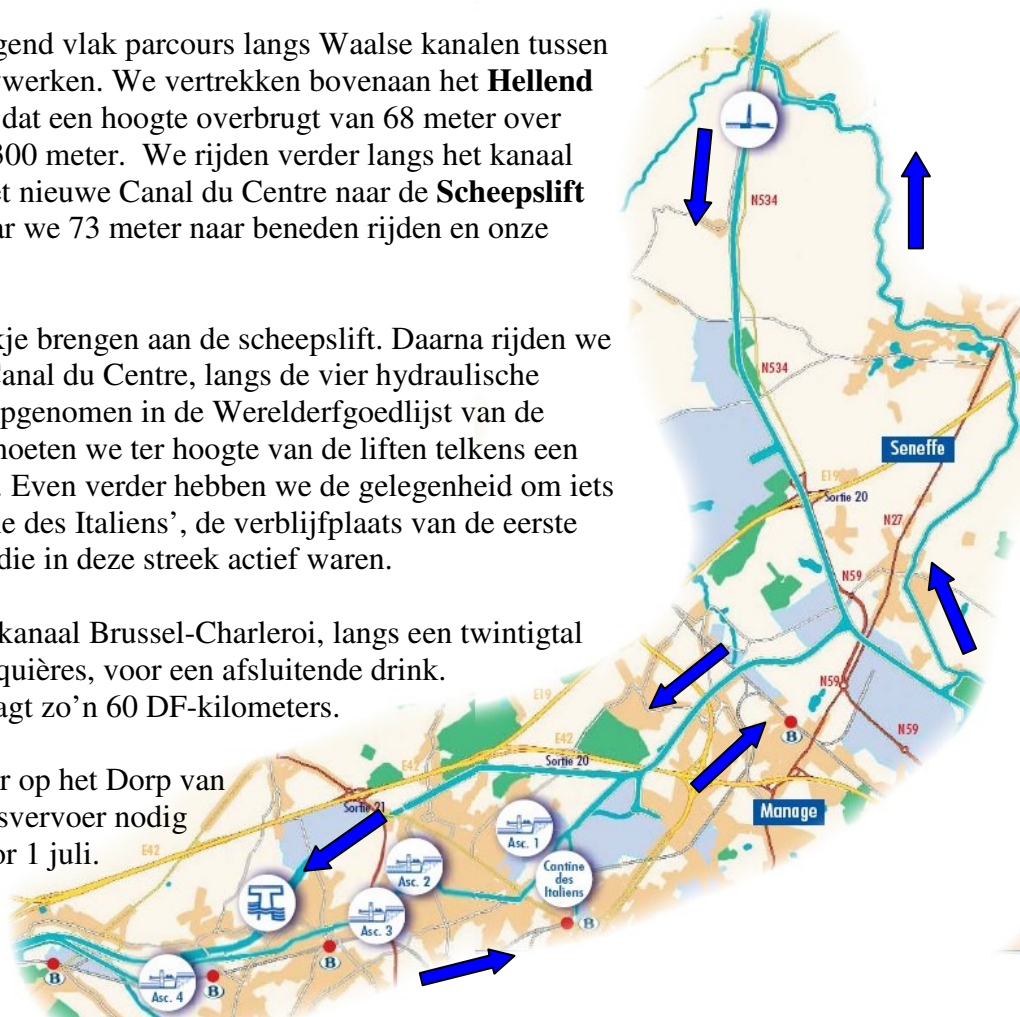 gend vlak parcours langs Waalse kanalen tussen
werken. We vertrekken bovenaan het Hellend
dat een hoogte overbrugt van 68 meter over
300 meter. We rijden verder langs het kanaal
et nieuwe Canal du Centre naar de Scheepslift
ar we 73 meter naar beneden rijden en onze
kje brengen aan de scheepslift. Daarna rijden we
Canal du Centre, langs de vier hydraulische
opgenomen in de Werelderfgoedlijst van de
moeten we ter hoogte van de liften telkens een
. Even verder hebben we de gelegenheid om iets
e des Italiens’, de verblijfplaats van de eerste
die in deze streek actief waren.
kanaal Brussel-Charleroi, langs een twintigtal
quières, voor een afsluitende drink.
agt zo’n 60 DF-kilometers.
r op het Dorp van
svervoer nodig
or 1 juli.
N534
N534
Seneffe
E19
Sortie 20
N27
N59
N59
N59
E19
E42
Sortie 20
B
E42
Manage
Sortie 21
E42
Asc. 1
Asc. 2
Cantine
des
Italiens
Asc. 3
B
B
B
B
Asc. 4